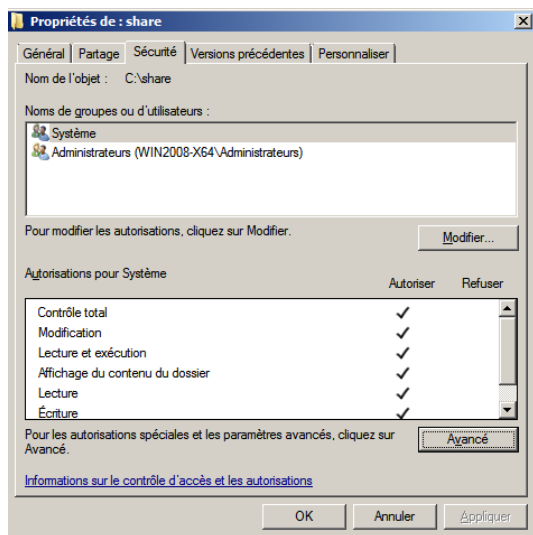 Propriétés de : share
Général Partage Sécurité Versions précédentes Personnaliser
Nom de l'objet : C:\share
Noms de groupes ou d'utilisateurs :
Système
Administrateurs (WIN2008-X64\Administrateurs)
Pour modifier les autorisations, cliquez sur Modifier.
Modifier...
Autorisations pour Système
Autoriser Refuser
Contrôle total
Modification
Lecture et exécution
Affichage du contenu du dossier
Lecture
Écriture
Pour les autorisations spéciales et les paramètres avancés, cliquez sur
Avancé.
Avancé
Informations sur le contrôle d'accès et les autorisations
OK Annuler Appliquer